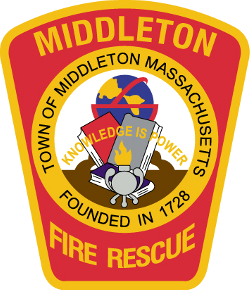 MIDDLETON
TOWN OF MIDDLETON MASSACHUSETTS
KNOWLEDGE IS POWER
FOUNDED IN 1728
FIRE RESCUE